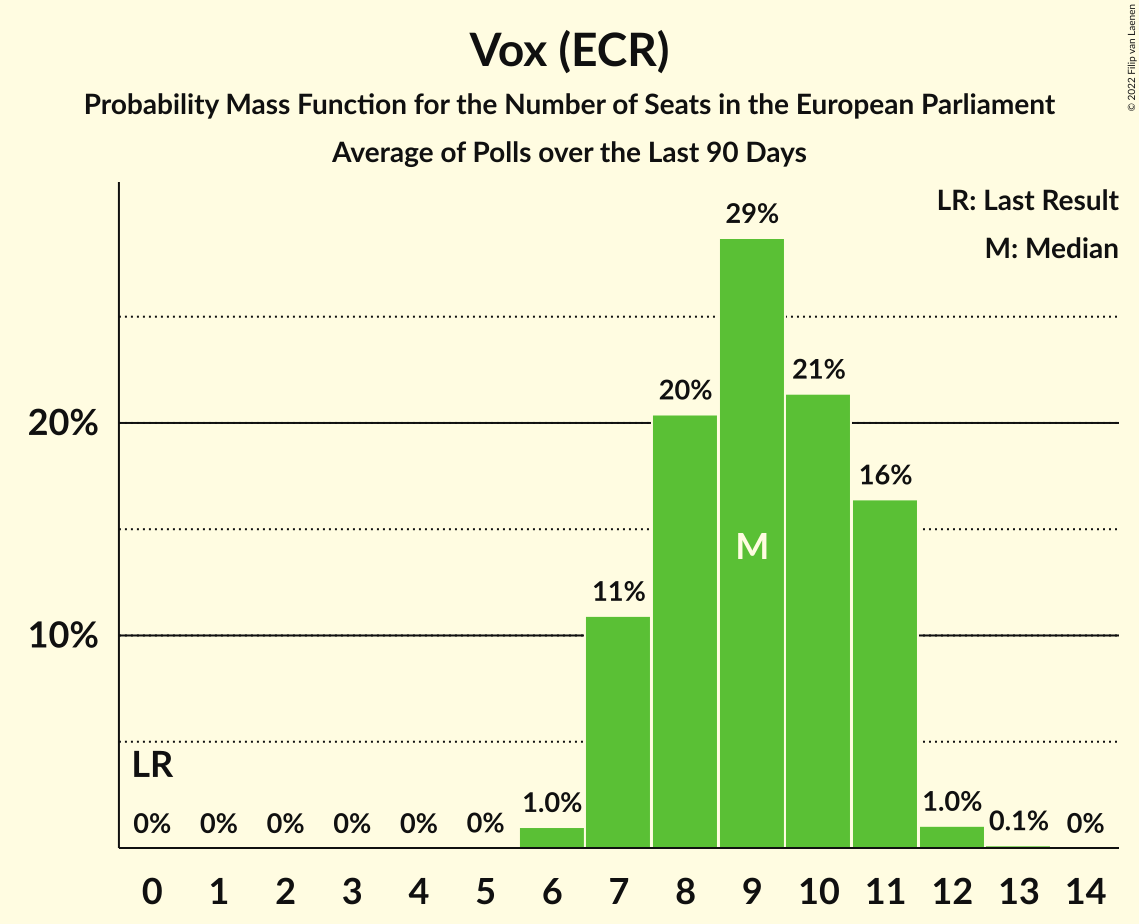 Vox (ECR)
Probability Mass Function for the Number of Seats in the European Parliament
Average of Polls over the Last 90 Days
© 2022 Filip van Laenen
LR: Last Result
M: Median
29%
21%
20%
20%
16%
M
11%
10%
LR
0% 0% 0% 0% 0% 0% 1.0% 1.0% 0.1% 0%
0 1 2 3 4 5 6 7 8 9 10 11 12 13 14